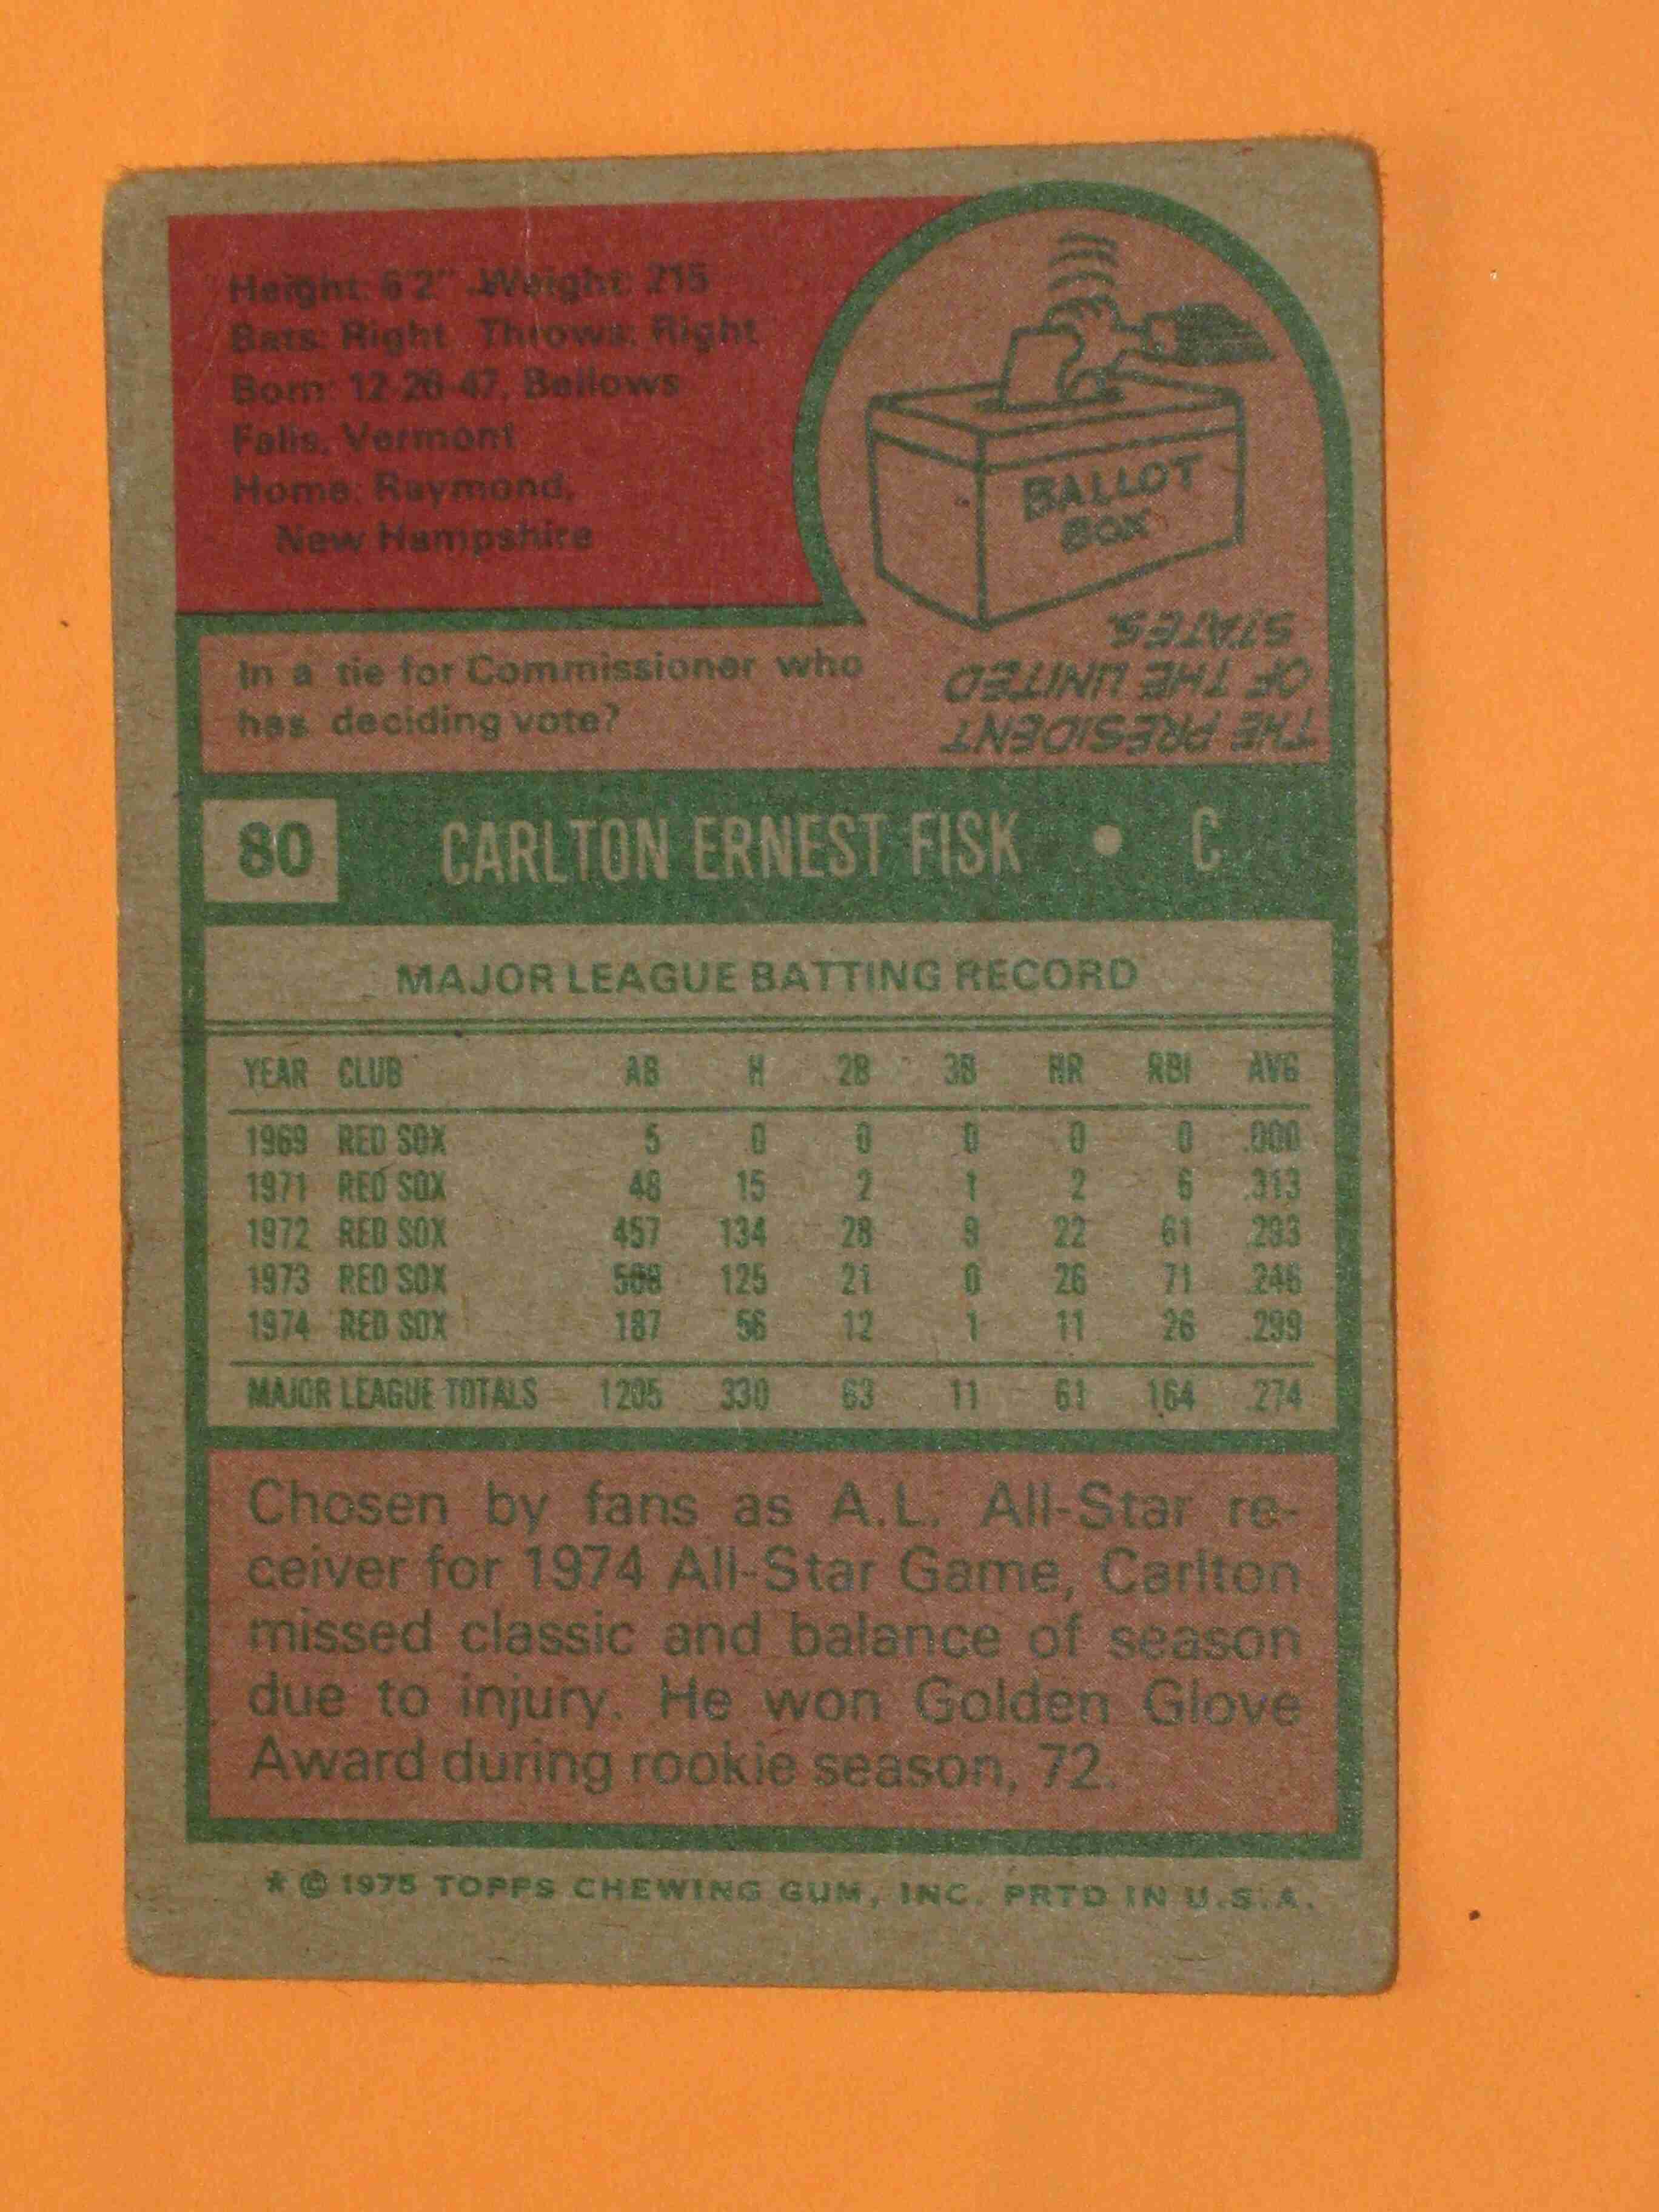 Height: 6'2" Weight: 215
Bats: Right Throws: Right
Born: 12-26-47, Bellows
Falls, Vermont
Home: Raymond,
New Hampshire
BALLOT
BOX
In a tie for Commissioner who
has deciding vote?
THE PRESIDENT
OF THE UNITED
STATES.
80 CARLTON ERNEST FISK • C
MAJOR LEAGUE BATTING RECORD
YEAR CLUB AB H 2B 3B HR RBI AVG
1969 RED SOX 5 0 0 0 0 0 .000
1971 RED SOX 48 15 2 1 2 6 .313
1972 RED SOX 457 134 28 9 22 61 .293
1973 RED SOX 508 125 21 0 26 71 .246
1974 RED SOX 187 56 12 1 11 26 .299
MAJOR LEAGUE TOTALS 1205 330 63 11 61 164 .274
Chosen by fans as A.L. All-Star re-
ceiver for 1974 All-Star Game, Carlton
missed classic and balance of season
due to injury. He won Golden Glove
Award during rookie season, 72.
* © 1975 TOPPS CHEWING GUM, INC. PRTD IN U.S.A.